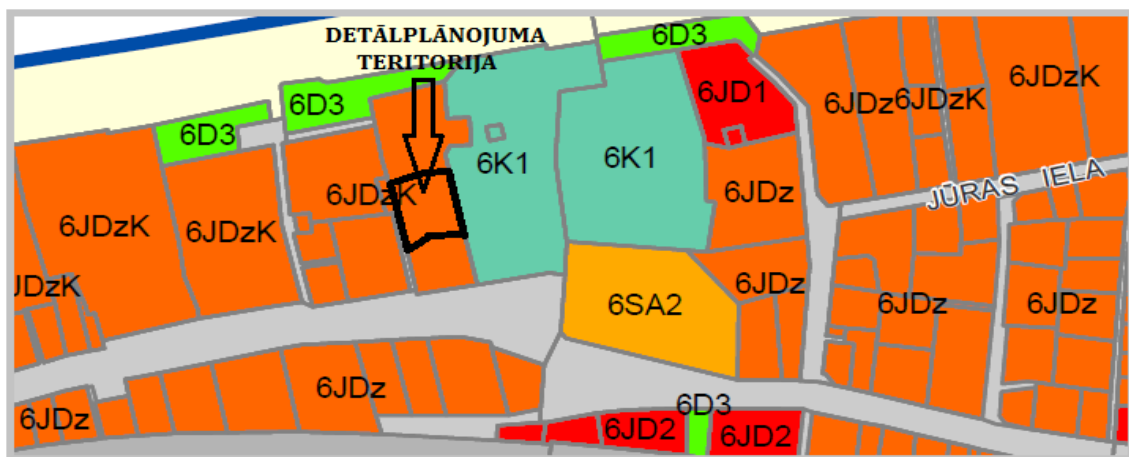 DETĀLPLĀNOJUMA
TERITORIJA
6D3
6D3
6D3
6JD1
6JDz
6JDzK
6JDzK
6K1
6K1
6JDzK
6JDz
JŪRAS IELA
6JDzK
6JDzK
JDzK
6JDz
6SA2
6JDz
6JDz
6JDz
6D3
6JDz
6JD2
6JD2